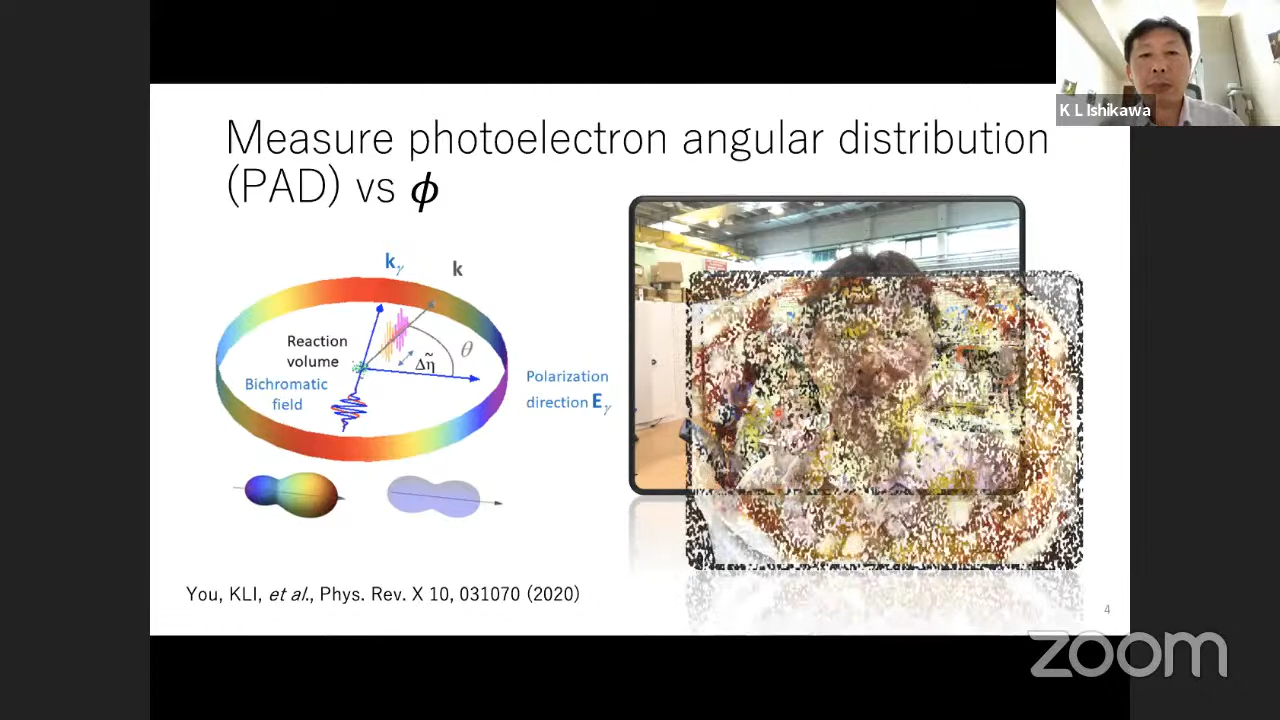 K L Ishikawa
Measure photoelectron angular distribution
(PAD) vs ϕ
kγ
k
Reaction
volume
θ
Δη̃
Bichromatic
field
Polarization
direction Eγ
You, KLI, et al., Phys. Rev. X 10, 031070 (2020)
4
zoom